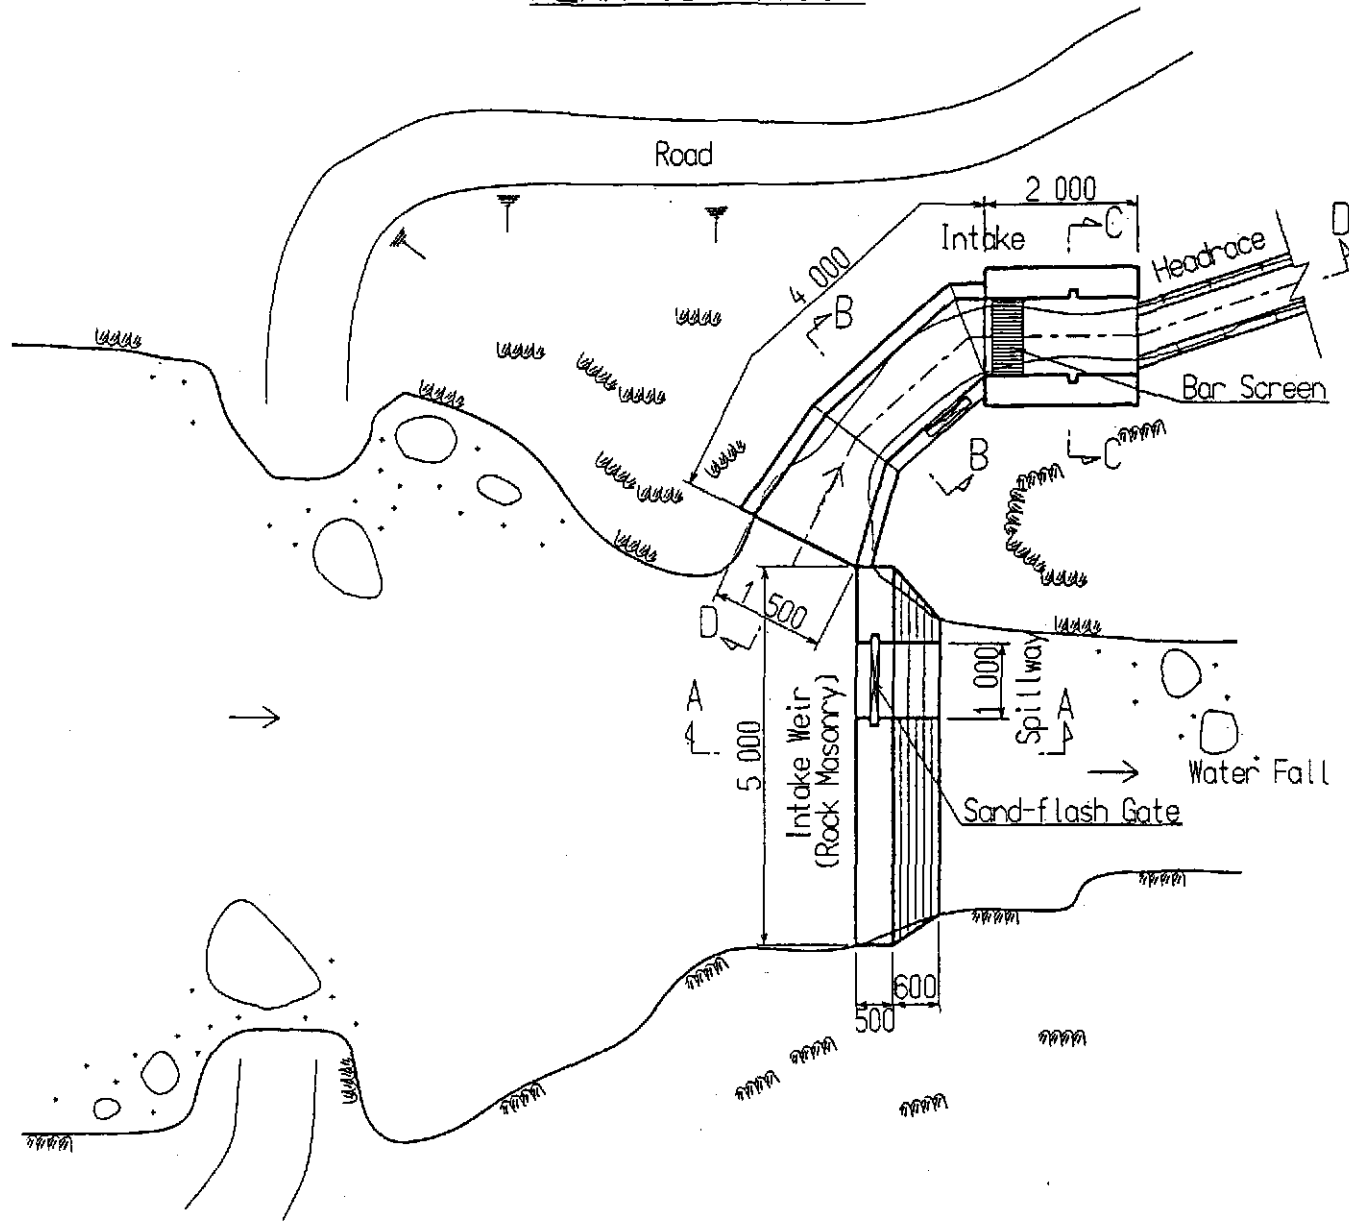 Road
2 000
C
D
Intake
Headrace
4 000
B
Bar Screen
B
C
1 500
D
1 000
Spillway
A
A
5 000
Intake Weir
(Rock Masonry)
Water Fall
Sand-flash Gate
600
500